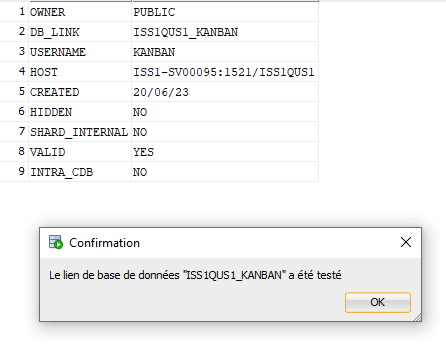 1 OWNER PUBLIC
2 DB_LINK ISS1QUS1_KANBAN
3 USERNAME KANBAN
4 HOST ISS1-SV00095:1521/ISS1QUS1
5 CREATED 20/06/23
6 HIDDEN NO
7 SHARD_INTERNAL NO
8 VALID YES
9 INTRA_CDB NO
Confirmation
Le lien de base de données "ISS1QUS1_KANBAN" a été testé
OK